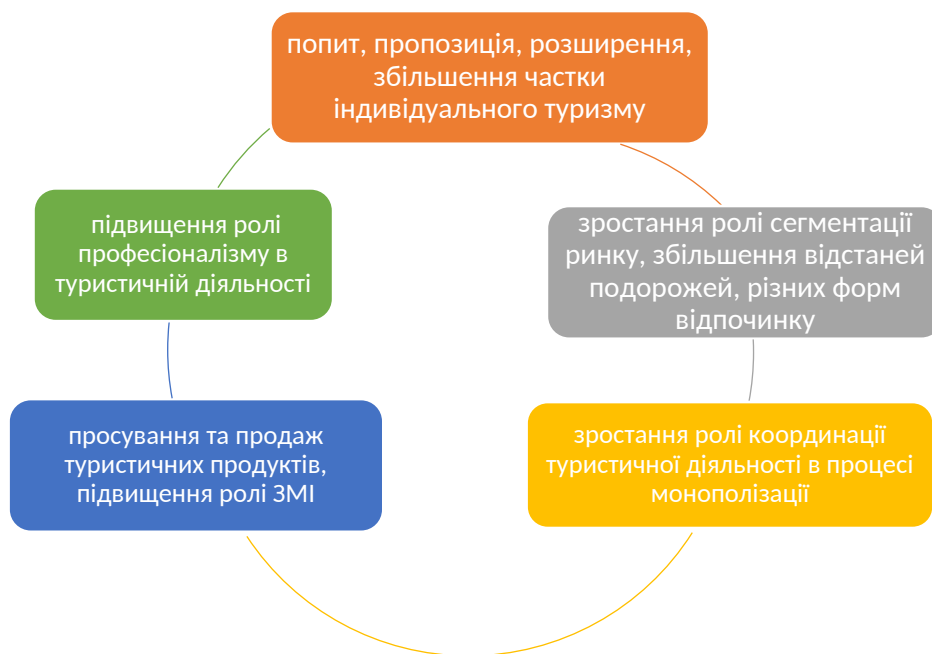 попит, пропозиція, розширення,
збільшення частки
індивідуального туризму
підвищення ролі
професіоналізму в
туристичній діяльності
зростання ролі сегментації
ринку, збільшення відстаней
подорожей, різних форм
відпочинку
просування та продаж
туристичних продуктів,
підвищення ролі ЗМІ
зростання ролі координації
туристичної діяльності в процесі
монополізації